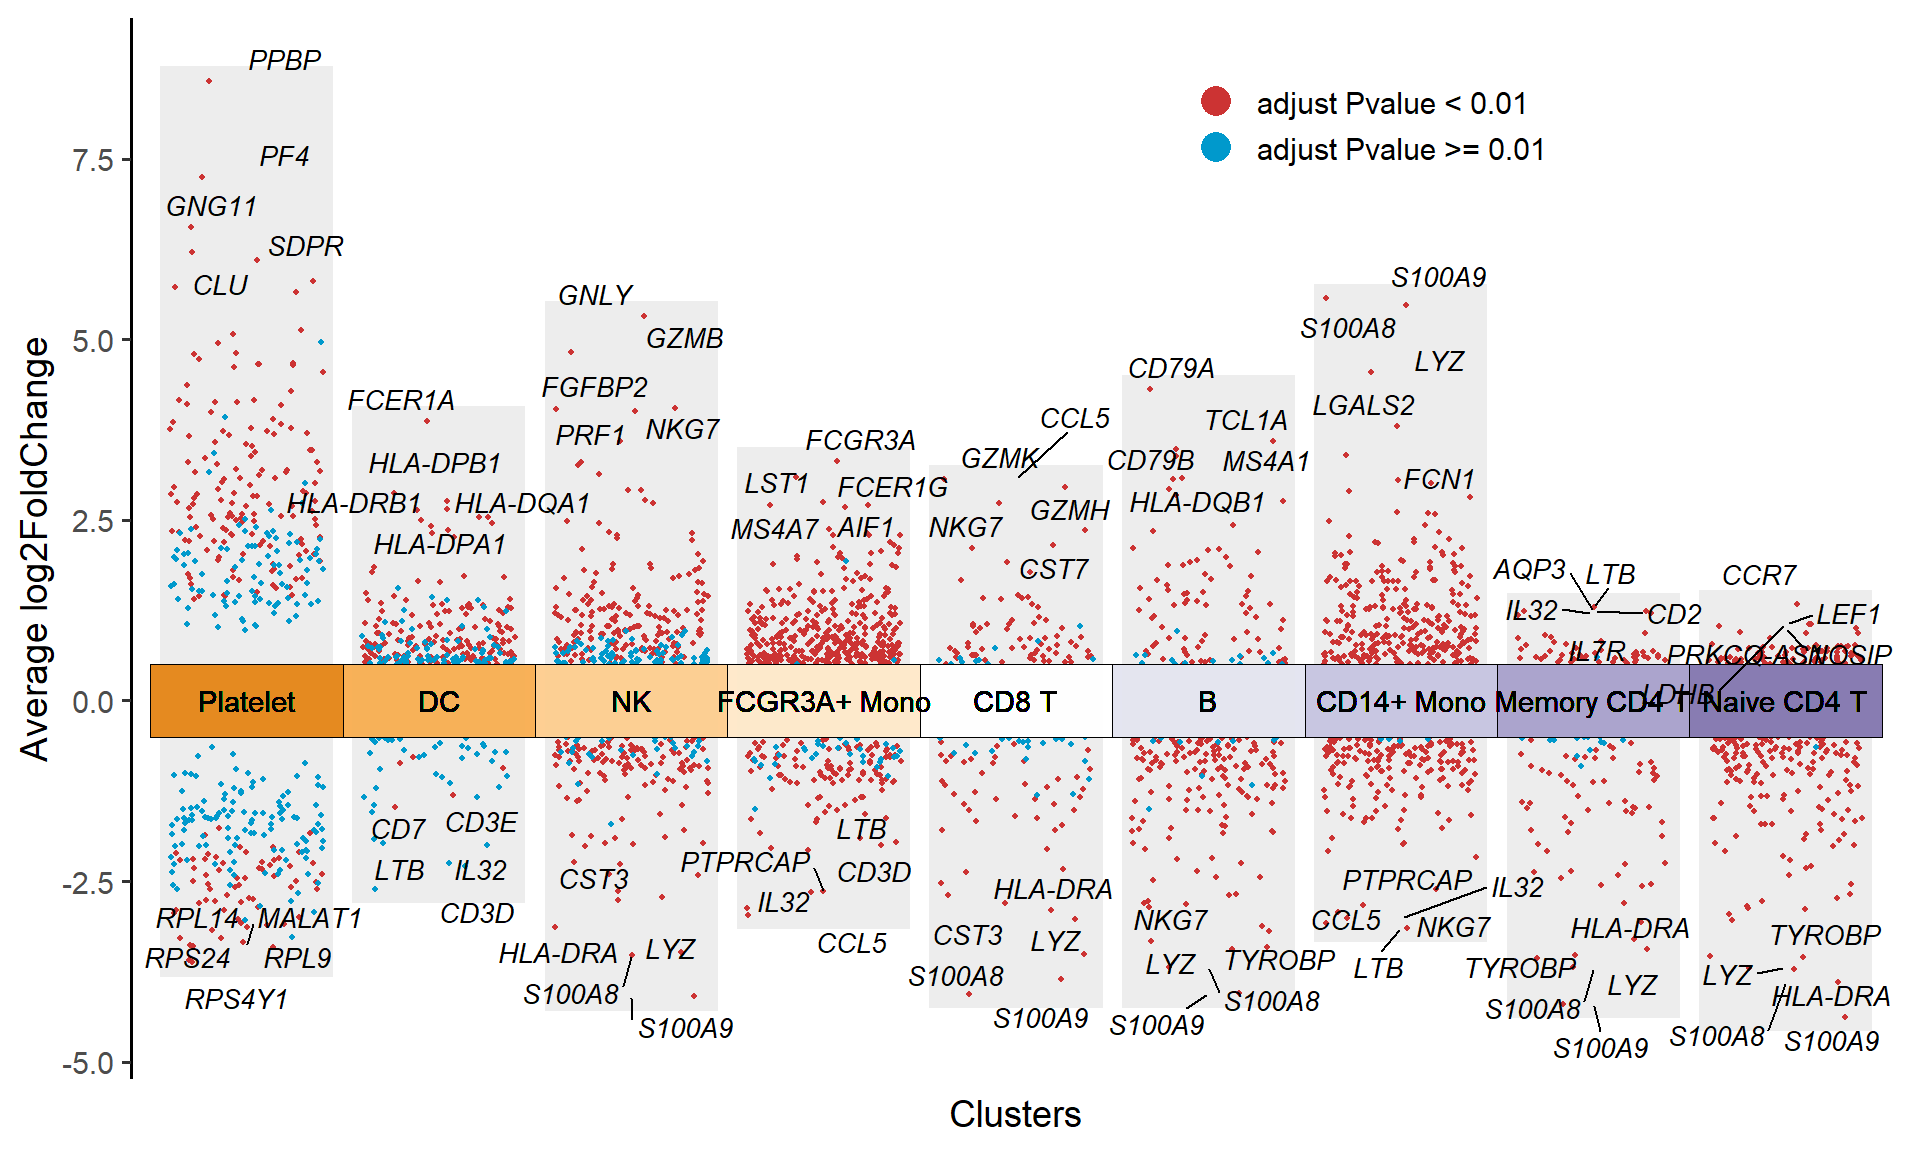 PPBP
adjust Pvalue < 0.01
adjust Pvalue >= 0.01
7.5
PF4
GNG11
SDPR
CLU
S100A9
GNLY
S100A8
5.0
GZMB
LYZ
CD79A
FGFBP2
FCER1A
LGALS2
CCL5
TCL1A
PRF1
NKG7
FCGR3A
GZMK
CD79B
MS4A1
HLA-DPB1
LST1
FCER1G
FCN1
HLA-DRB1
HLA-DQA1
HLA-DQB1
GZMH
2.5
MS4A7
AIF1
NKG7
HLA-DPA1
CST7
AQP3
LTB
CCR7
IL32
CD2
LEF1
IL7R
PRKCQ-AS1
NOSIP
LDHB
0.0
Platelet
DC
NK
FCGR3A+ Mono
CD8 T
B
CD14+ Mono
Memory CD4 T
Naive CD4 T
CD7
CD3E
LTB
PTPRCAP
LTB
IL32
CST3
CD3D
-2.5
PTPRCAP
IL32
HLA-DRA
IL32
CD3D
CCL5
RPL14
MALAT1
NKG7
CCL5
NKG7
HLA-DRA
CST3
LYZ
TYROBP
HLA-DRA
LYZ
RPS24
RPL9
LYZ
TYROBP
LTB
TYROBP
LYZ
S100A8
S100A8
LYZ
HLA-DRA
RPS4Y1
S100A8
S100A8
S100A9
S100A9
S100A9
S100A8
S100A9
S100A9
-5.0
Average log2FoldChange
Clusters